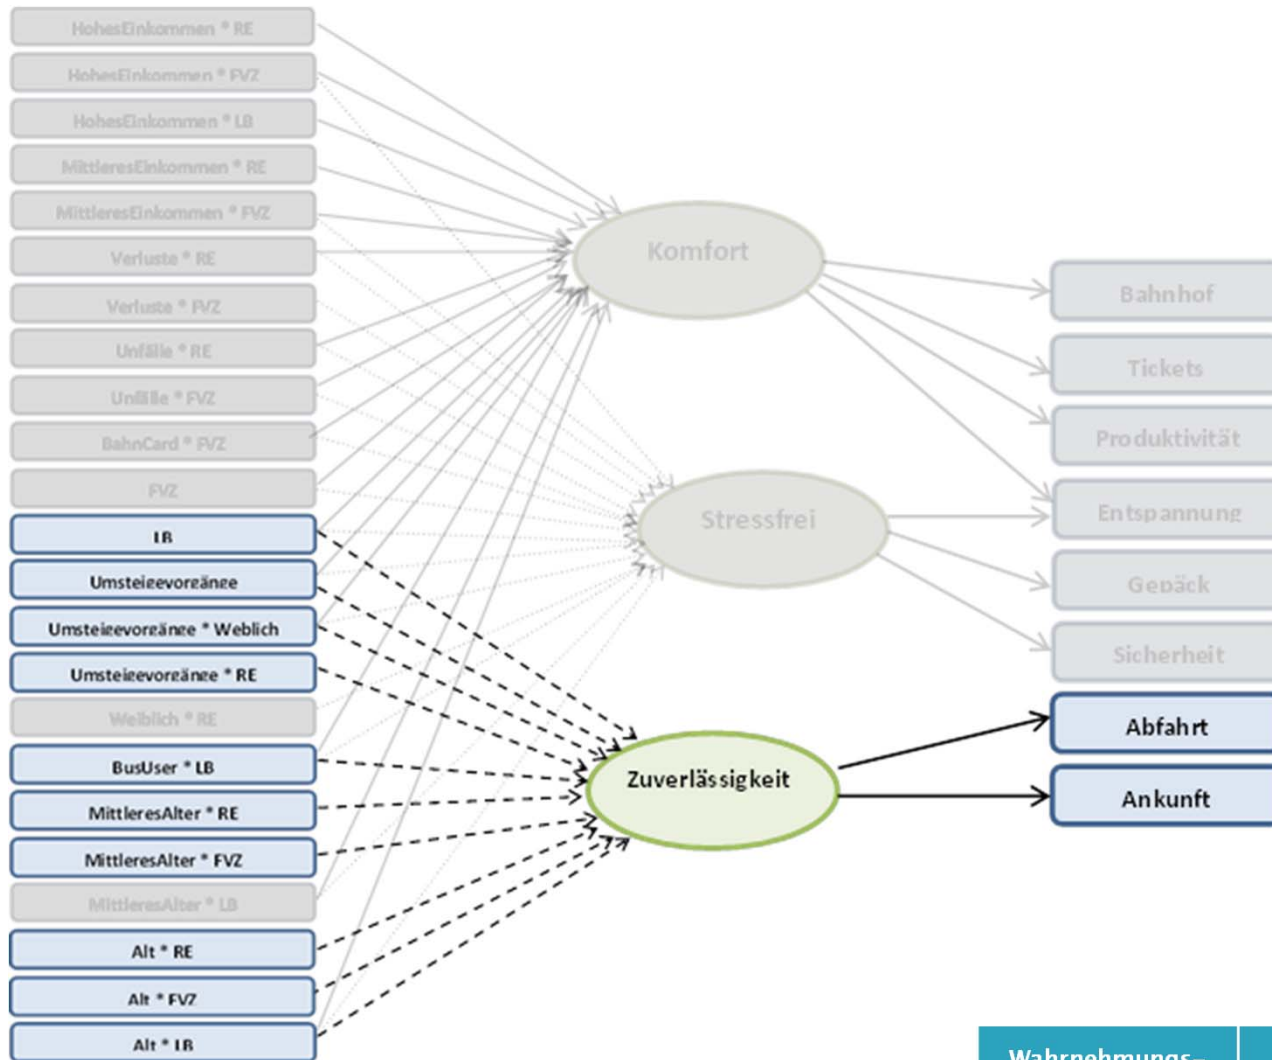 HohesEinkommen * RE
HohesEinkommen * FVZ
HohesEinkommen * LB
MittleresEinkommen * RE
MittleresEinkommen * FVZ
Verluste * RE
Verluste * FVZ
Unfälle * RE
Unfälle * FVZ
BahnCard * FVZ
FVZ
LB
Umsteigevorgänge
Umsteigevorgänge * Weblich
Umsteigevorgänge * RE
Weiblich * RE
BusUser * LB
MittleresAlter * RE
MittleresAlter * FVZ
MittleresAlter * LB
Alt * RE
Alt * FVZ
Alt * LB
Komfort
Stressfrei
Zuverlässigkeit
Bahnhof
Tickets
Produktivität
Entspannung
Gepäck
Sicherheit
Abfahrt
Ankunft
Wahrnehmungs-